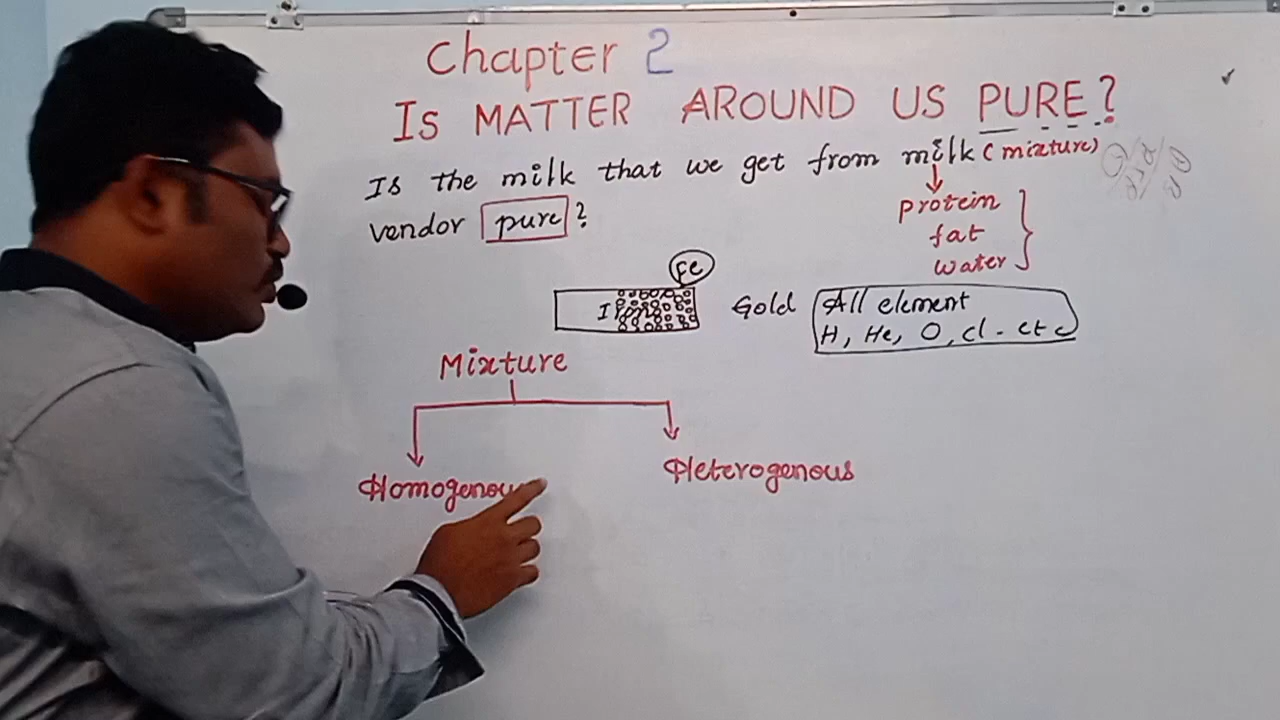 Chapter 2
Is MATTER AROUND US PURE?
Is the milk that we get from milk (mixture)
vendor pure?
protein
fat
water
Fe
Gold
All element
H, He, O, Cl - etc
Mixture
Homogenous
Heterogenous